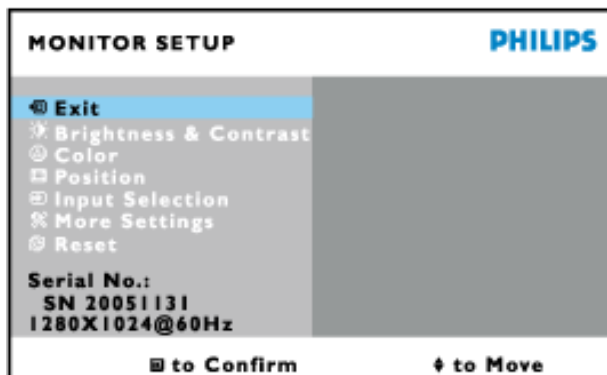 MONITOR SETUP PHILIPS
Exit
Brightness & Contrast
Color
Position
Input Selection
More Settings
Reset
Serial No.:
SN 20051131
1280X1024@60Hz
to Confirm to Move